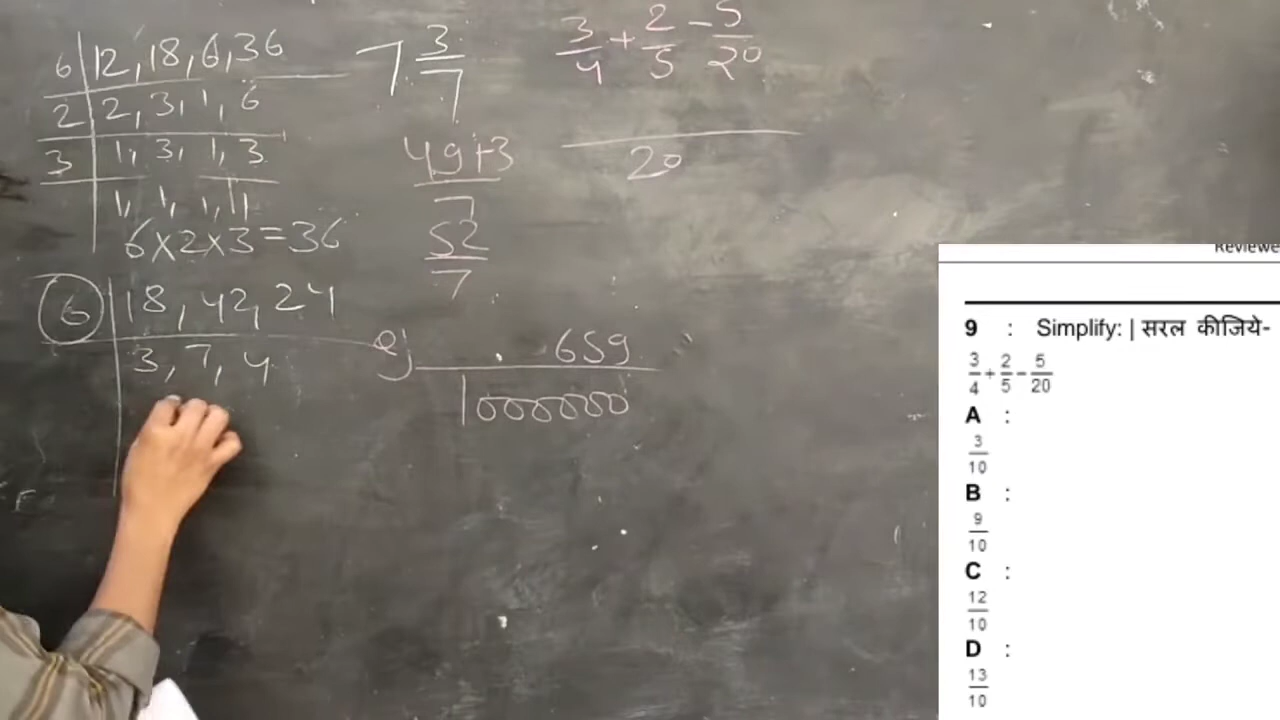 6 | 12, 18, 6, 36
2 | 2, 3, 1, 6
3 | 1, 3, 1, 3
1, 1, 1, 1
6×2×3=36
6 | 18, 42, 24
3, 7, 4
7 3/7
49+3/7
52/7
e) .659/1000000
3/4 + 2/5 - 5/20
/20
Reviewe
9 : Simplify: | सरल कीजिये-
3/4 + 2/5 - 5/20
A :
3/10
B :
9/10
C :
12/10
D :
13/10